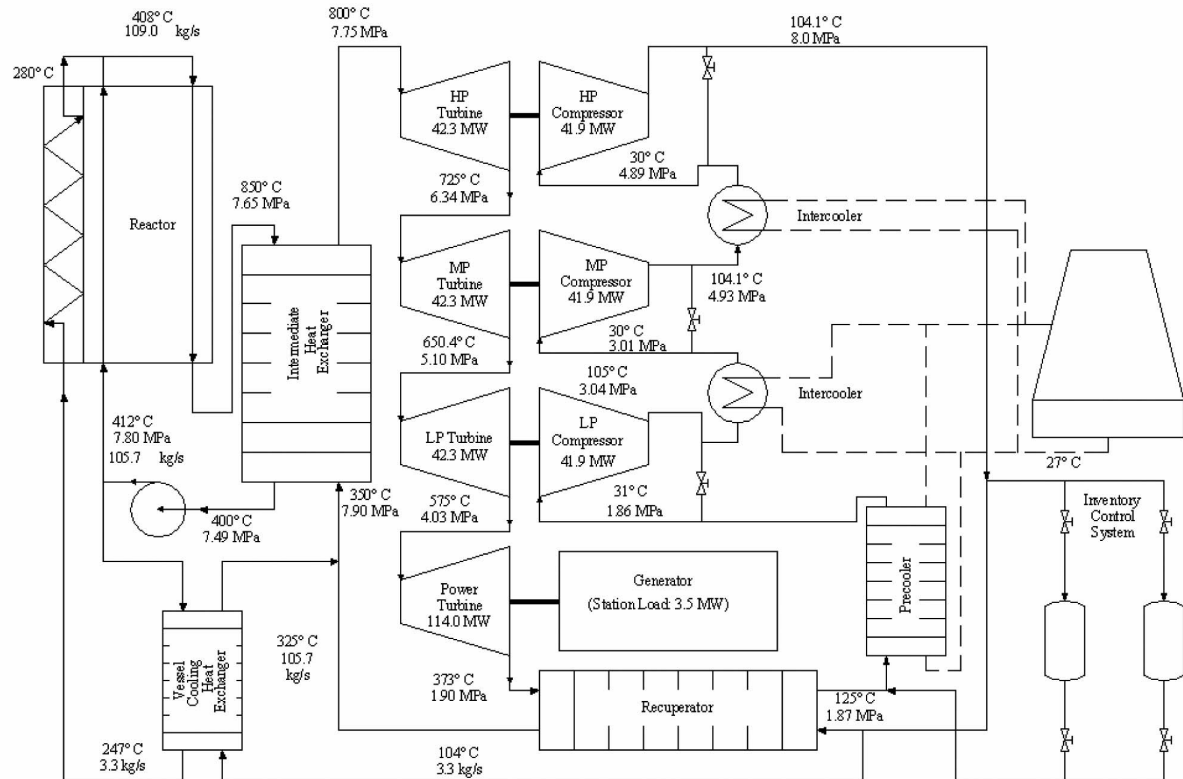 408° C
109.0 kg/s
280° C
800° C
7.75 MPa
104.1° C
8.0 MPa
HP
Turbine
42.3 MW
HP
Compressor
41.9 MW
30° C
4.89 MPa
725° C
6.34 MPa
850° C
7.65 MPa
Reactor
Intercooler
Intermediate
Heat
Exchanger
MP
Turbine
42.3 MW
MP
Compressor
41.9 MW
104.1° C
4.93 MPa
30° C
3.01 MPa
650.4° C
5.10 MPa
105° C
3.04 MPa
Intercooler
412° C
7.80 MPa
105.7 kg/s
LP Turbine
42.3 MW
LP
Compressor
41.9 MW
27° C
350° C
7.90 MPa
575° C
4.03 MPa
31° C
1.86 MPa
400° C
7.49 MPa
Inventory
Control
System
Power
Turbine
114.0 MW
Generator
(Station Load: 3.5 MW)
Precooler
Vessel
Cooling
Heat
Exchanger
325° C
105.7
kg/s
373° C
1.90 MPa
Recuperator
125° C
1.87 MPa
247° C
3.3 kg/s
104° C
3.3 kg/s